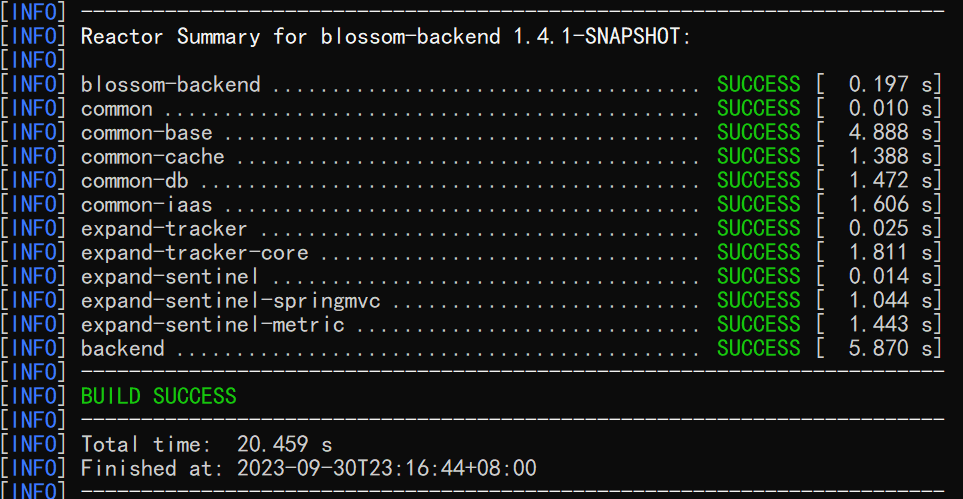 [INFO] ------------------------------------------------------------------------
[INFO] Reactor Summary for blossom-backend 1.4.1-SNAPSHOT:
[INFO]
[INFO] blossom-backend .................................... SUCCESS [  0.197 s]
[INFO] common ............................................. SUCCESS [  0.010 s]
[INFO] common-base ........................................ SUCCESS [  4.888 s]
[INFO] common-cache ....................................... SUCCESS [  1.388 s]
[INFO] common-db .......................................... SUCCESS [  1.472 s]
[INFO] common-iaas ........................................ SUCCESS [  1.606 s]
[INFO] expand-tracker ..................................... SUCCESS [  0.025 s]
[INFO] expand-tracker-core ................................ SUCCESS [  1.811 s]
[INFO] expand-sentinel .................................... SUCCESS [  0.014 s]
[INFO] expand-sentinel-springmvc .......................... SUCCESS [  1.044 s]
[INFO] expand-sentinel-metric ............................. SUCCESS [  1.443 s]
[INFO] backend ............................................ SUCCESS [  5.870 s]
[INFO] ------------------------------------------------------------------------
[INFO] BUILD SUCCESS
[INFO] ------------------------------------------------------------------------
[INFO] Total time:  20.459 s
[INFO] Finished at: 2023-09-30T23:16:44+08:00
[INFO] ------------------------------------------------------------------------